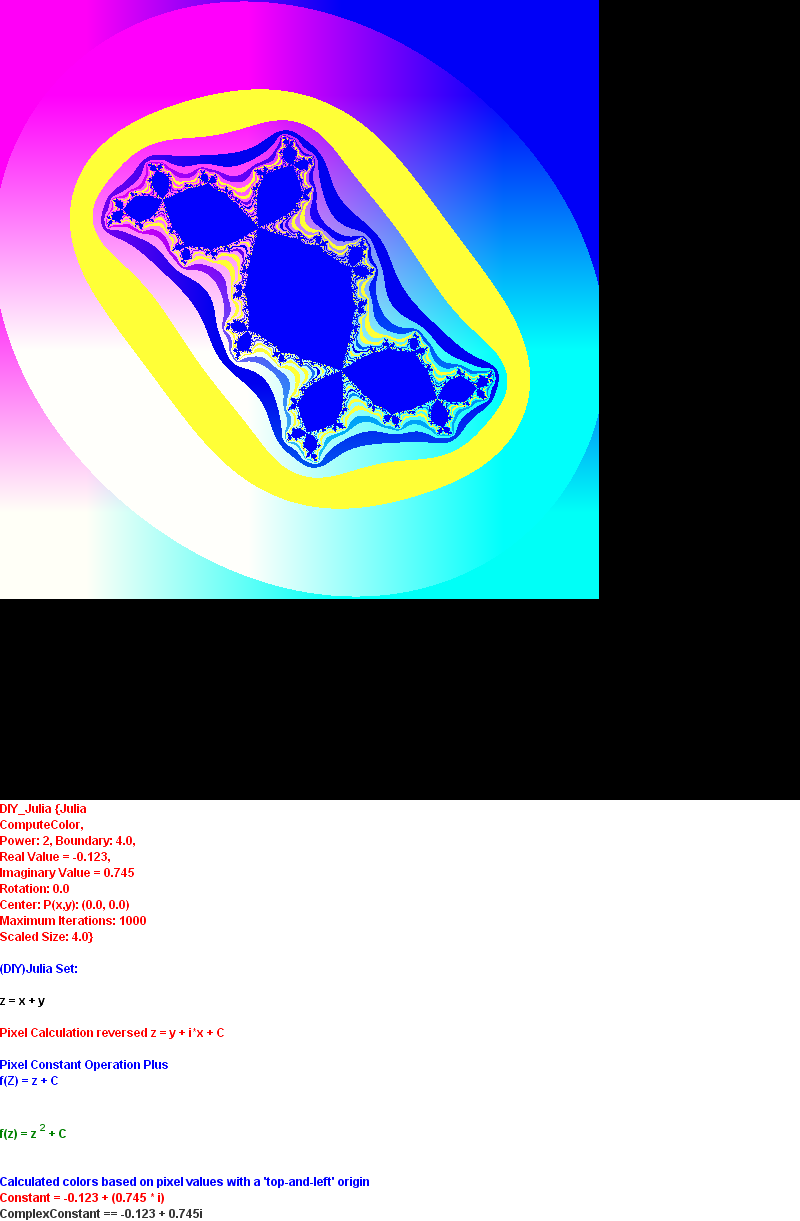 DIY_Julia {Julia
ComputeColor,
Power: 2, Boundary: 4.0,
Real Value = -0.123,
Imaginary Value = 0.745
Rotation: 0.0
Center: P(x,y): (0.0, 0.0)
Maximum Iterations: 1000
Scaled Size: 4.0}
(DIY)Julia Set:
z = x + y
Pixel Calculation reversed z = y + i*x + C
Pixel Constant Operation Plus
f(Z) = z + C
f(z) = z 2 + C
Calculated colors based on pixel values with a 'top-and-left' origin
Constant = -0.123 + (0.745 * i)
ComplexConstant == -0.123 + 0.745i